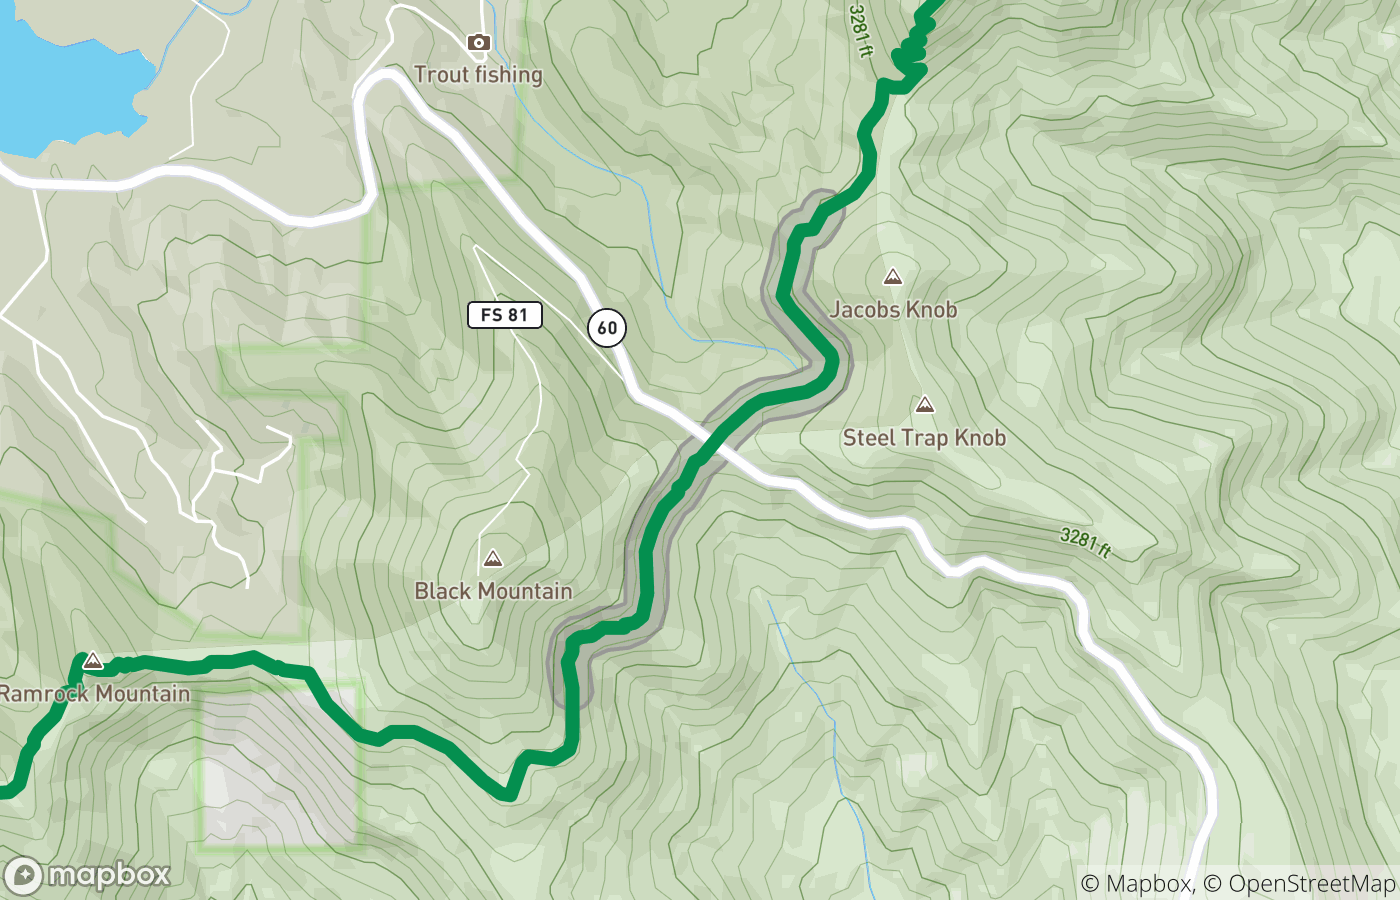 3281 ft
Trout fishing
Jacobs Knob
FS 81
60
Steel Trap Knob
3281 ft
Black Mountain
Ramrock Mountain
mapbox
© Mapbox, © OpenStreetMap